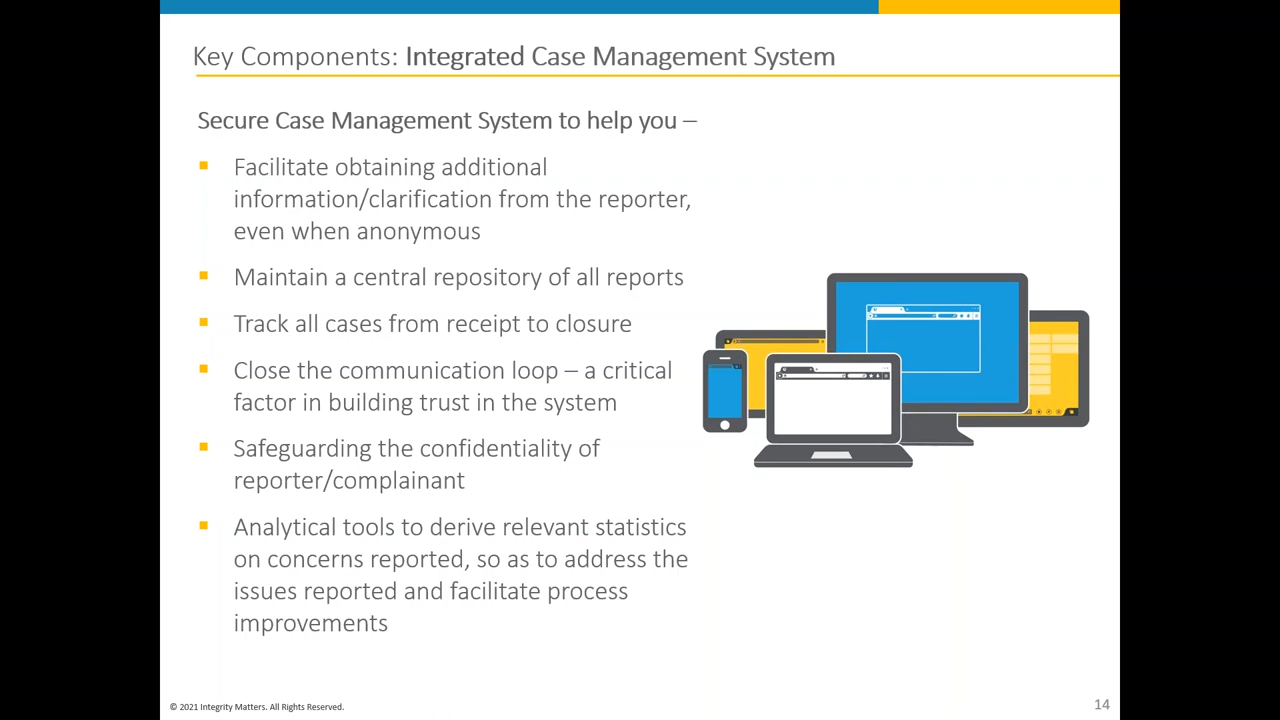 Key Components: Integrated Case Management System
Secure Case Management System to help you –
Facilitate obtaining additional
information/clarification from the reporter,
even when anonymous
Maintain a central repository of all reports
Track all cases from receipt to closure
Close the communication loop – a critical
factor in building trust in the system
Safeguarding the confidentiality of
reporter/complainant
Analytical tools to derive relevant statistics
on concerns reported, so as to address the
issues reported and facilitate process
improvements
© 2021 Integrity Matters. All Rights Reserved.
14